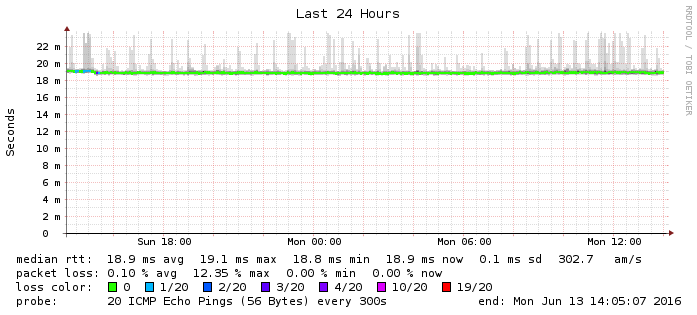 Last 24 Hours
RRDTOOL / TOBI OETIKER
Seconds
22 m
20 m
18 m
16 m
14 m
12 m
10 m
8 m
6 m
4 m
2 m
0
Sun 18:00 Mon 00:00 Mon 06:00 Mon 12:00
median rtt: 18.9 ms avg 19.1 ms max 18.8 ms min 18.9 ms now 0.1 ms sd 302.7 am/s
packet loss: 0.10 % avg 12.35 % max 0.00 % min 0.00 % now
loss color: 0 1/20 2/20 3/20 4/20 10/20 19/20
probe: 20 ICMP Echo Pings (56 Bytes) every 300s end: Mon Jun 13 14:05:07 2016